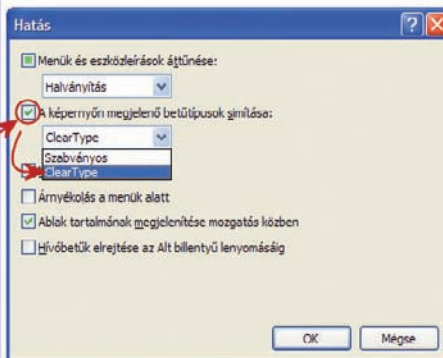 Hatás
Menük és eszközleírások áttűnése:
Halványítás
A képernyőn megjelenő betűtípusok simítása:
ClearType
Szabványos
ClearType
Árnyékolás a menük alatt
Ablak tartalmának megjelenítése mozgatás közben
Hívóbetűk elrejtése az Alt billentyű lenyomásáig
OK
Mégse